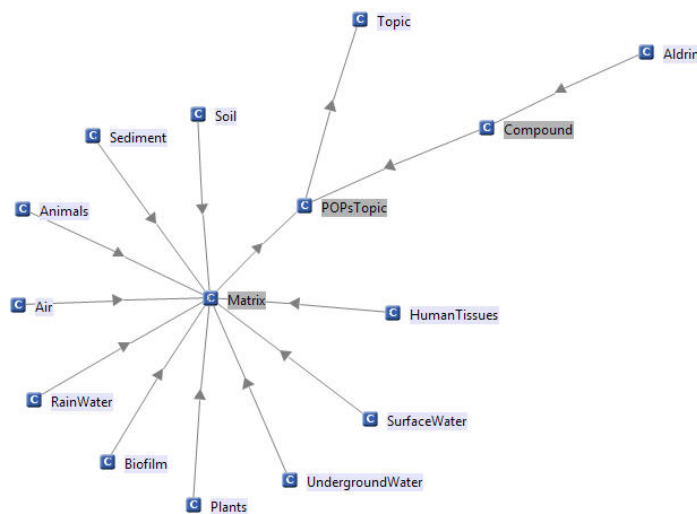 Topic
Aldrin
C
C
C
Soil
C
Compound
C
Sediment
C
Animals
C
POPsTopic
C
Air
C
Matrix
C
HumanTissues
C
RainWater
C
SurfaceWater
C
Biofilm
C
UndergroundWater
C
Plants
C